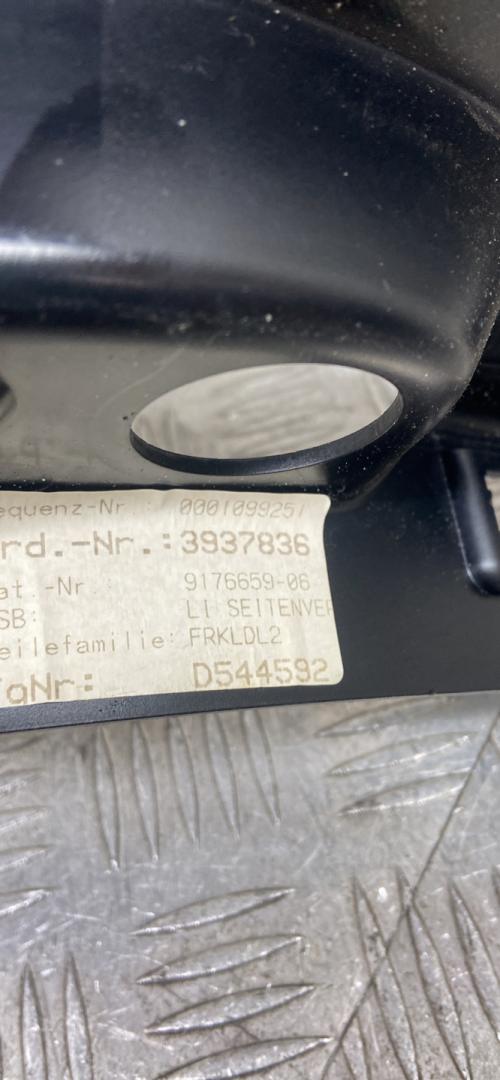 equenz-Nr.: 0001099251
rd.-Nr.: 3937836
at.-Nr.: 9176659-06
SB: LI SEITENVER
eilefamilie: FRKLDL2
gNr: D544592